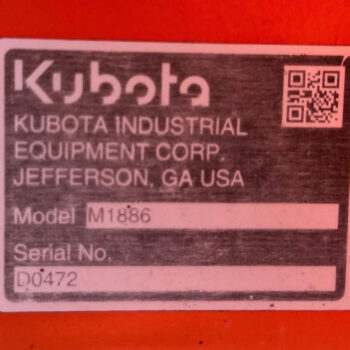 Kubota
KUBOTA INDUSTRIAL
EQUIPMENT CORP.
JEFFERSON, GA USA
Model M1886
Serial No.
D0472